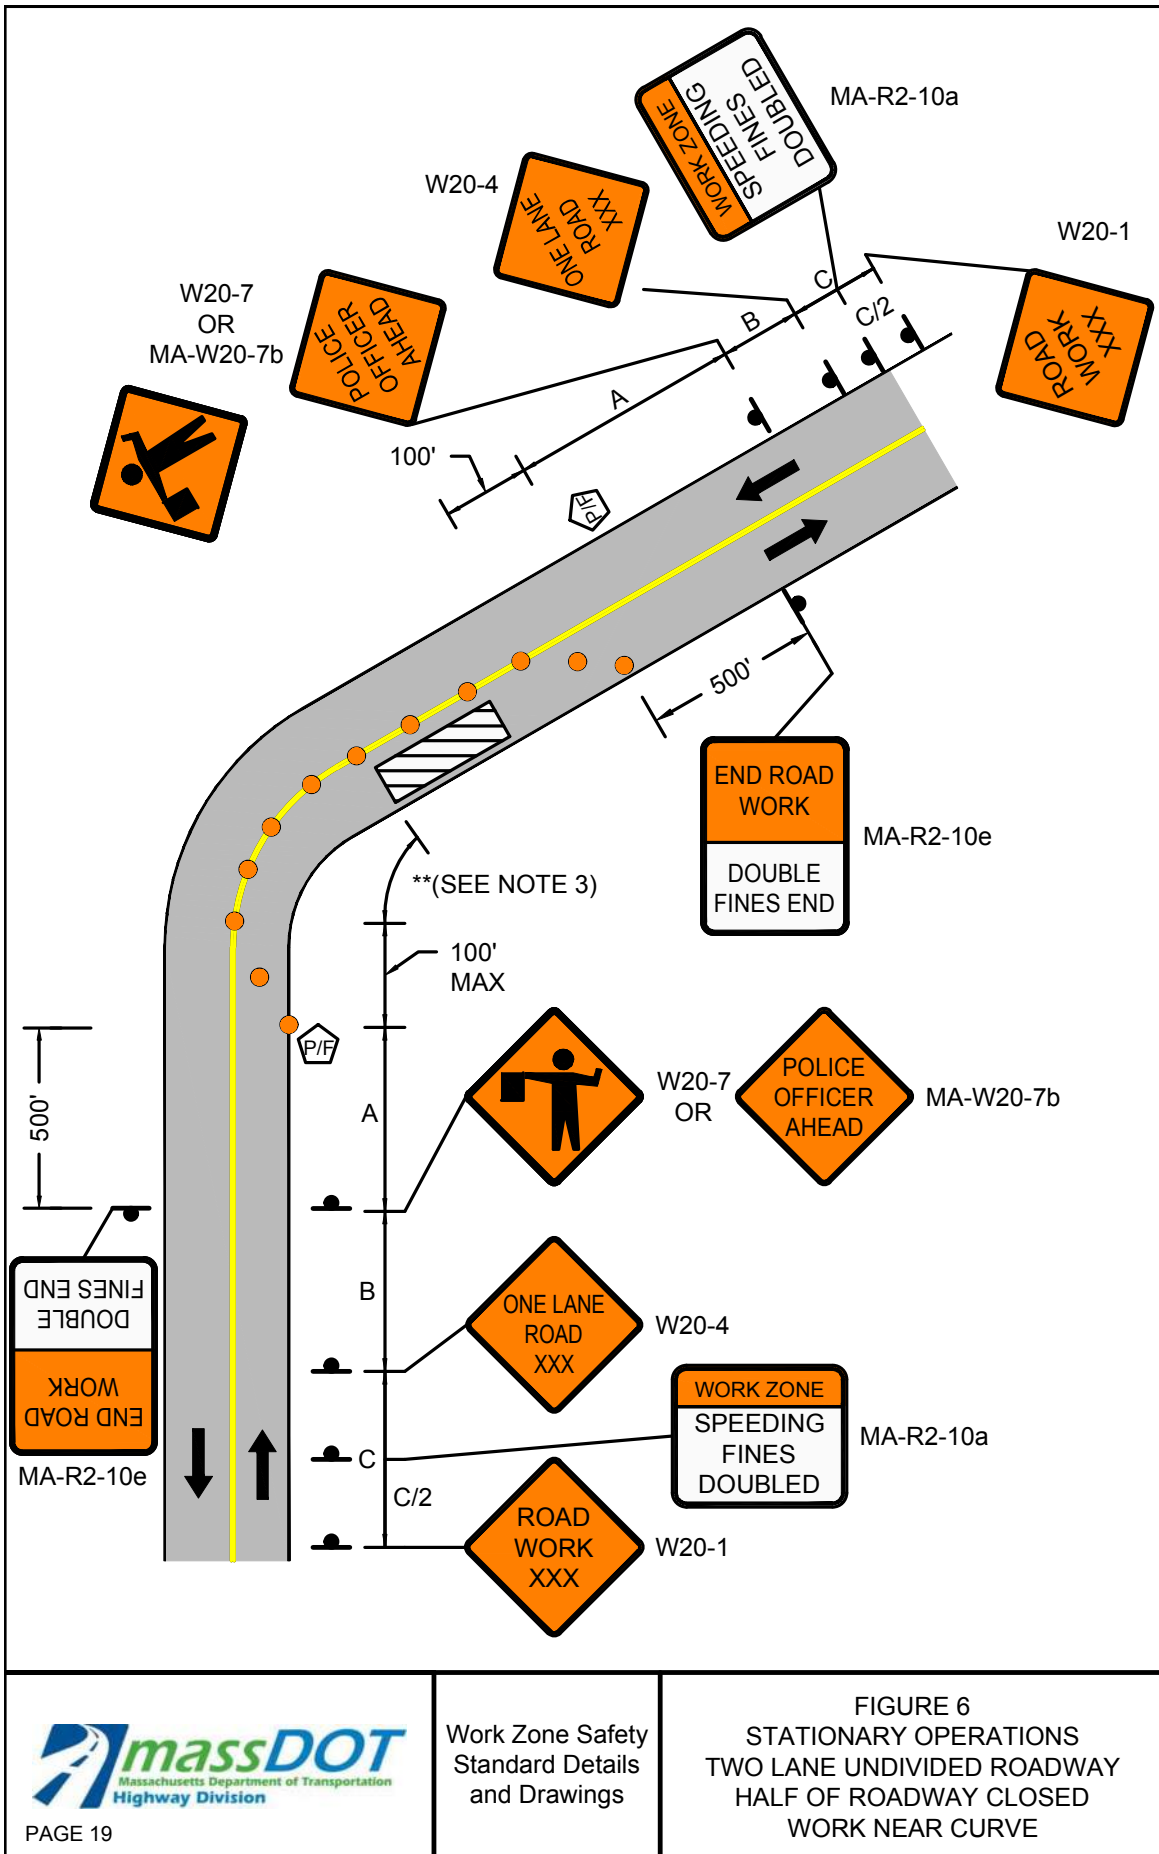 MA-R2-10a
WORK ZONE
SPEEDING
FINES
DOUBLED
W20-4
ONE LANE
ROAD
XXX
W20-1
ROAD
WORK
XXX
W20-7
OR
MA-W20-7b
POLICE
OFFICER
AHEAD
C
B
C/2
A
100'
P/F
500'
END ROAD
WORK
DOUBLE
FINES END
MA-R2-10e
**(SEE NOTE 3)
100'
MAX
P/F
500'
A
W20-7
OR
POLICE
OFFICER
AHEAD
MA-W20-7b
END ROAD
WORK
DOUBLE
FINES END
MA-R2-10e
B
ONE LANE
ROAD
XXX
W20-4
WORK ZONE
SPEEDING
FINES
DOUBLED
MA-R2-10a
C
C/2
ROAD
WORK
XXX
W20-1
massDOT
Massachusetts Department of Transportation
Highway Division
PAGE 19
Work Zone Safety
Standard Details
and Drawings
FIGURE 6
STATIONARY OPERATIONS
TWO LANE UNDIVIDED ROADWAY
HALF OF ROADWAY CLOSED
WORK NEAR CURVE